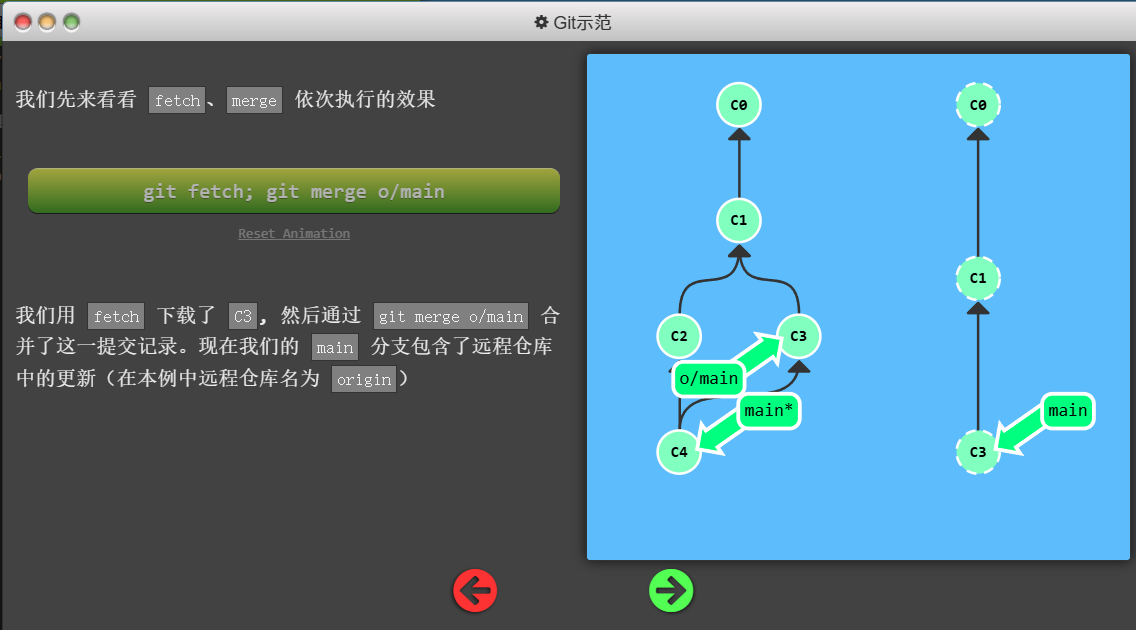 Git示范
我们先来看看 fetch、merge 依次执行的效果
git fetch; git merge o/main
Reset Animation
我们用 fetch 下载了 C3, 然后通过 git merge o/main 合
并了这一提交记录。现在我们的 main 分支包含了远程仓库
中的更新（在本例中远程仓库名为 origin）
C0
C1
C2
C3
o/main
main*
C4
C0
C1
main
C3